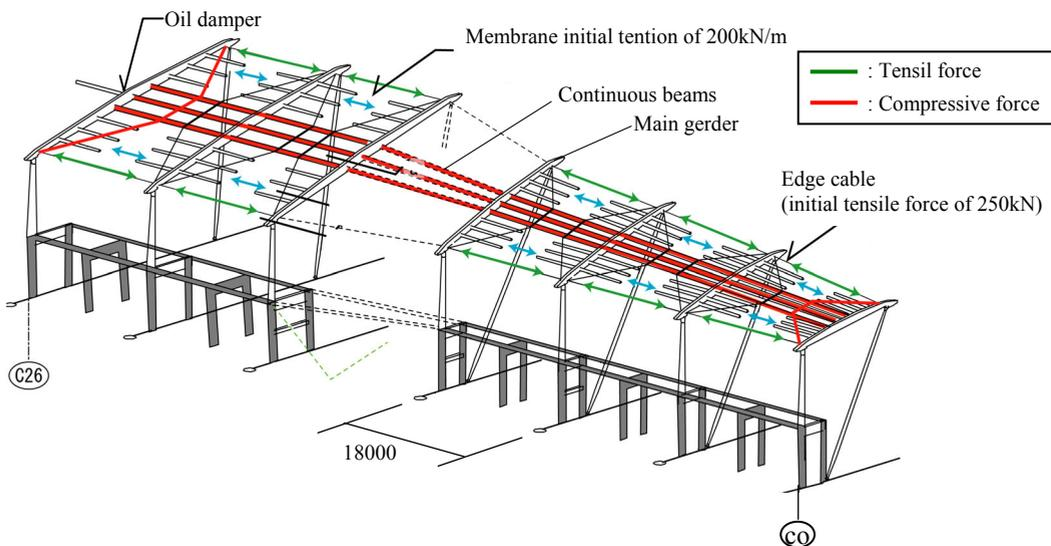 Oil damper
Membrane initial tention of 200kN/m
: Tensil force
: Compressive force
Continuous beams
Main gerder
Edge cable
(initial tensile force of 250kN)
C26
18000
CO